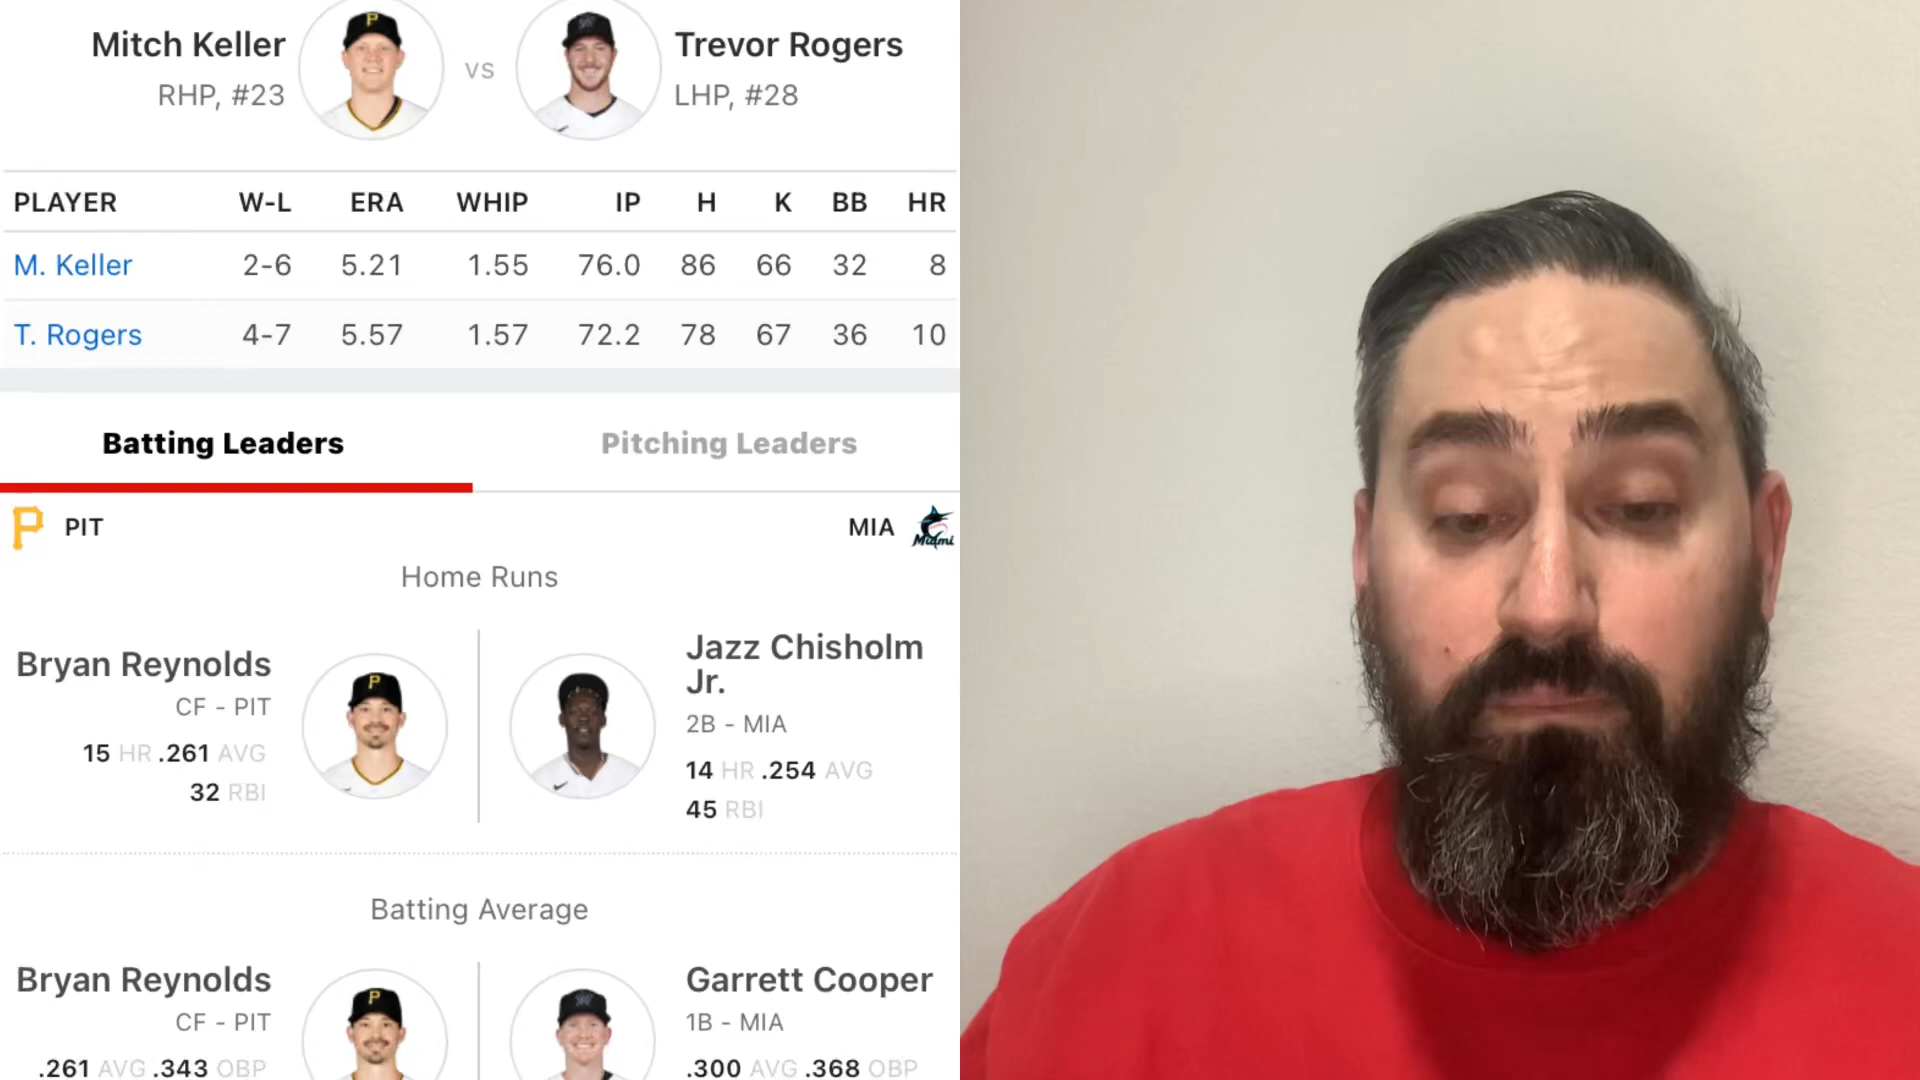 Mitch Keller
RHP, #23
vs
Trevor Rogers
LHP, #28
PLAYER W-L ERA WHIP IP H K BB HR
M. Keller 2-6 5.21 1.55 76.0 86 66 32 8
T. Rogers 4-7 5.57 1.57 72.2 78 67 36 10
Batting Leaders Pitching Leaders
P PIT MIA Miami
Home Runs
Bryan Reynolds
CF - PIT
15 HR .261 AVG
32 RBI
Jazz Chisholm
Jr.
2B - MIA
14 HR .254 AVG
45 RBI
Batting Average
Bryan Reynolds
CF - PIT
.261 AVG .343 OBP
Garrett Cooper
1B - MIA
.300 AVG .368 OBP